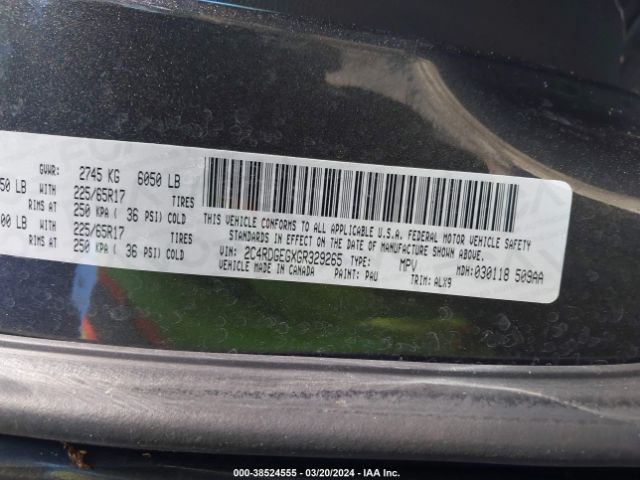 GVWR: 2745 KG 6050 LB
50 LB WITH 225/65R17 TIRES
RIMS AT 250 KPA ( 36 PSI) COLD
00 LB WITH 225/65R17 TIRES
RIMS AT 250 KPA ( 36 PSI) COLD
THIS VEHICLE CONFORMS TO ALL APPLICABLE U.S.A. FEDERAL MOTOR VEHICLE SAFETY
STANDARDS IN EFFECT ON THE DATE OF MANUFACTURE SHOWN ABOVE.
VIN: 2C4RDGEGXGR329265 TYPE: MPV MDH:030118 509AA
VEHICLE MADE IN CANADA PAINT: PAU TRIM: ALX9
000-38524555 - 03/20/2024 - IAA Inc.